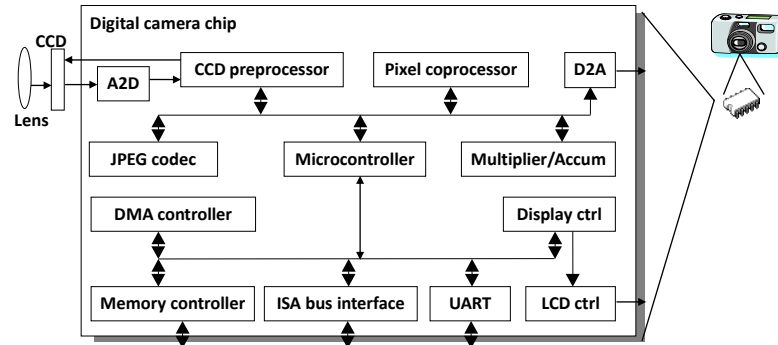 Digital camera chip
CCD
CCD preprocessor
Pixel coprocessor
D2A
A2D
Lens
JPEG codec
Microcontroller
Multiplier/Accum
DMA controller
Display ctrl
Memory controller
ISA bus interface
UART
LCD ctrl